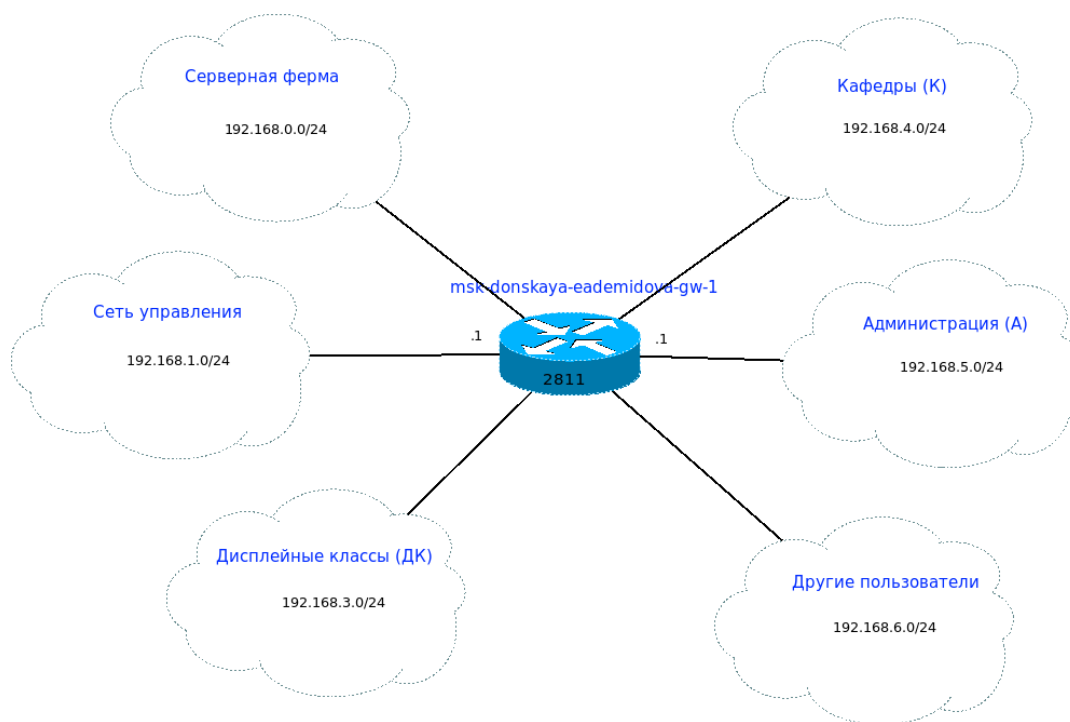 Серверная ферма
192.168.0.0/24
Кафедры (К)
192.168.4.0/24
msk-donskaya-eademidova-gw-1
Сеть управления
192.168.1.0/24
.1
.1
2811
Администрация (А)
192.168.5.0/24
Дисплейные классы (ДК)
192.168.3.0/24
Другие пользователи
192.168.6.0/24